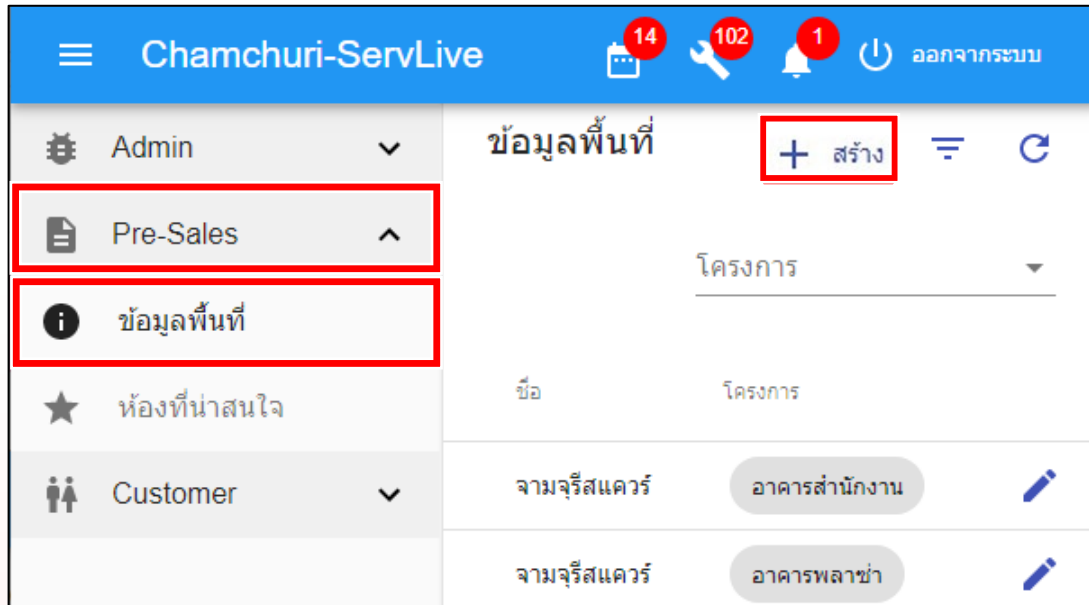 Chamchuri-ServLive 14 102 1 ออกจากระบบ
Admin
Pre-Sales
ข้อมูลพื้นที่
ห้องที่น่าสนใจ
Customer
ข้อมูลพื้นที่ + สร้าง
โครงการ
ชื่อ โครงการ
จามจุรีสแควร์ อาคารสำนักงาน
จามจุรีสแควร์ อาคารพลาซ่า